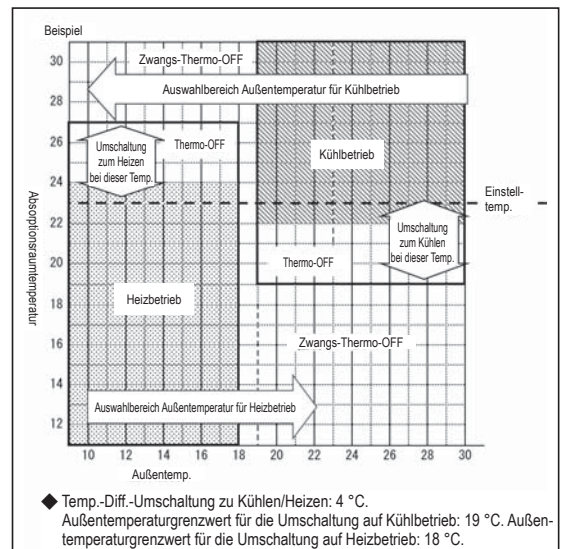 Beispiel
30
28
26
24
22
20
18
16
14
12
Absorptionsraumtemperatur
Zwangs-Thermo-OFF
Auswahlbereich Außentemperatur für Kühlbetrieb
Umschaltung
zum Heizen
bei dieser Temp.
Thermo-OFF
Kühlbetrieb
Einstell-
temp.
Umschaltung
zum Kühlen
bei dieser Temp.
Thermo-OFF
Heizbetrieb
Zwangs-Thermo-OFF
Auswahlbereich Außentemperatur für Heizbetrieb
10 12 14 16 18 20 22 24 26 28 30
Außentemp.
◆ Temp.-Diff.-Umschaltung zu Kühlen/Heizen: 4 °C.
Außentemperaturgrenzwert für die Umschaltung auf Kühlbetrieb: 19 °C. Außen-
temperaturgrenzwert für die Umschaltung auf Heizbetrieb: 18 °C.